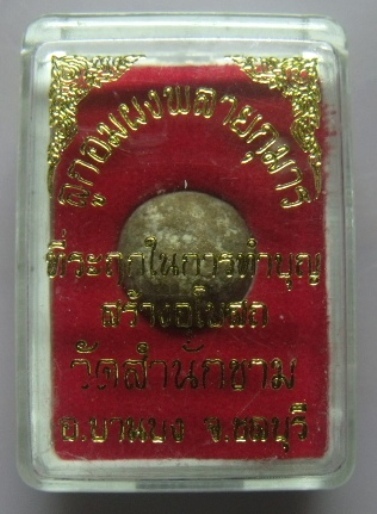 ลูกอมผงพลายกุมาร
ที่ระฤกในการทำบุญ
สร้างอุโบสถ
วัดสำนักขาม
อ.บ้านบึง จ.ชลบุรี